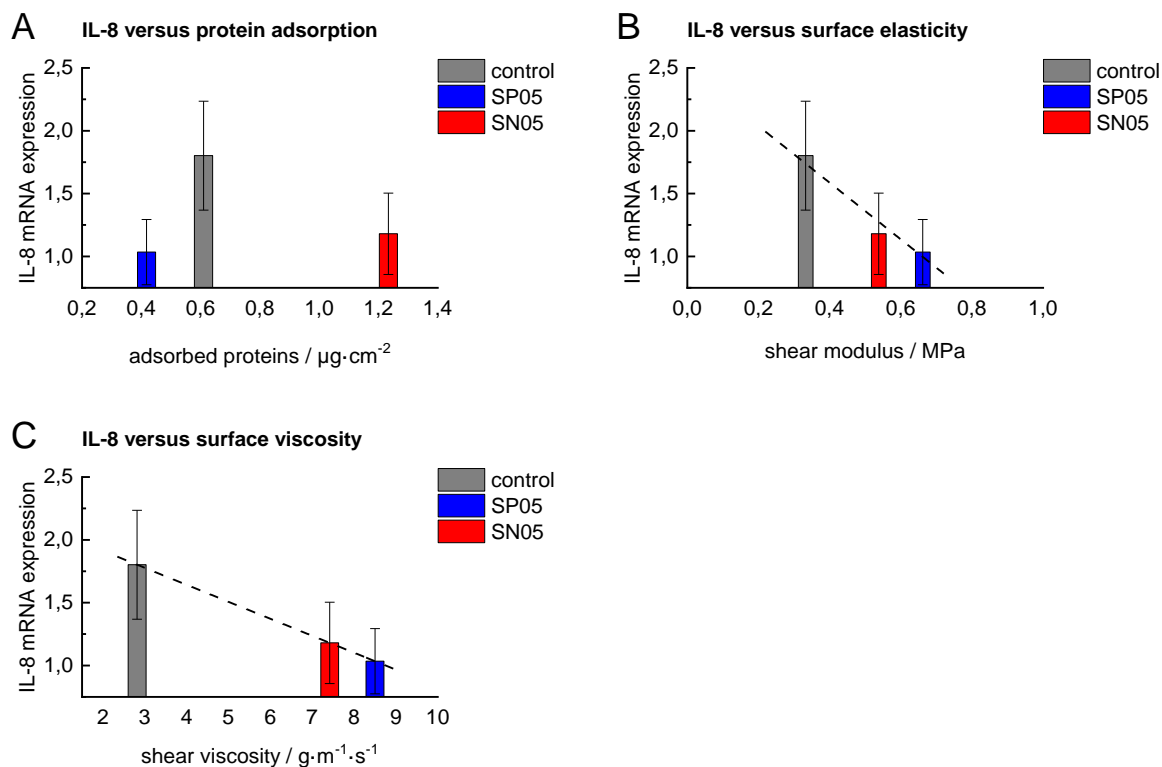 A IL-8 versus protein adsorption
IL-8 mRNA expression
2,5
2,0
1,5
1,0
0,2 0,4 0,6 0,8 1,0 1,2 1,4
adsorbed proteins / µg·cm⁻²
control
SP05
SN05
B IL-8 versus surface elasticity
IL-8 mRNA expression
2,5
2,0
1,5
1,0
0,0 0,2 0,4 0,6 0,8 1,0
shear modulus / MPa
control
SP05
SN05
C IL-8 versus surface viscosity
IL-8 mRNA expression
2,5
2,0
1,5
1,0
2 3 4 5 6 7 8 9 10
shear viscosity / g·m⁻¹·s⁻¹
control
SP05
SN05